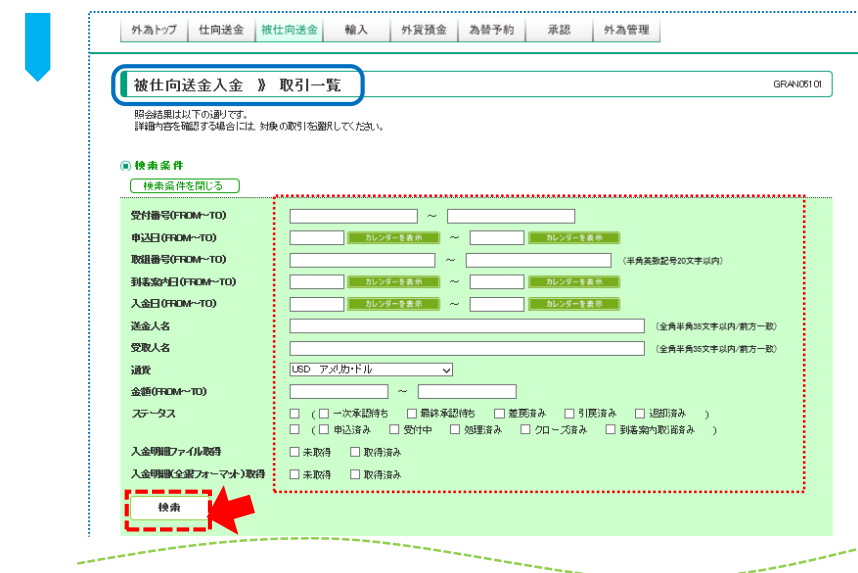 外為トップ 仕向送金 被仕向送金 輸入 外貨預金 為替予約 承認 外為管理
被仕向送金入金 》 取引一覧 GRAN05101
照会結果は以下の通りです。
詳細内容を確認する場合には、対象の取引を選択してください。
検索条件
検索条件を閉じる
受付番号(FROM～TO) ～
申込日(FROM～TO) カレンダーを表示 ～ カレンダーを表示
取組番号(FROM～TO) ～ (半角英数記号20文字以内)
到着案内日(FROM～TO) カレンダーを表示 ～ カレンダーを表示
入金日(FROM～TO) カレンダーを表示 ～ カレンダーを表示
送金人名 (全角半角35文字以内/前方一致)
受取人名 (全角半角35文字以内/前方一致)
通貨 USD アメリカ・ドル
金額(FROM～TO) ～
ステータス ( 一次承認待ち 最終承認待ち 差戻済み 引戻済み 却下済み )
( 申込済み 受付中 処理済み クローズ済み 到着案内取消済み )
入金明細ファイル取得 未取得 取得済み
入金明細(全銀フォーマット)取得 未取得 取得済み
検索